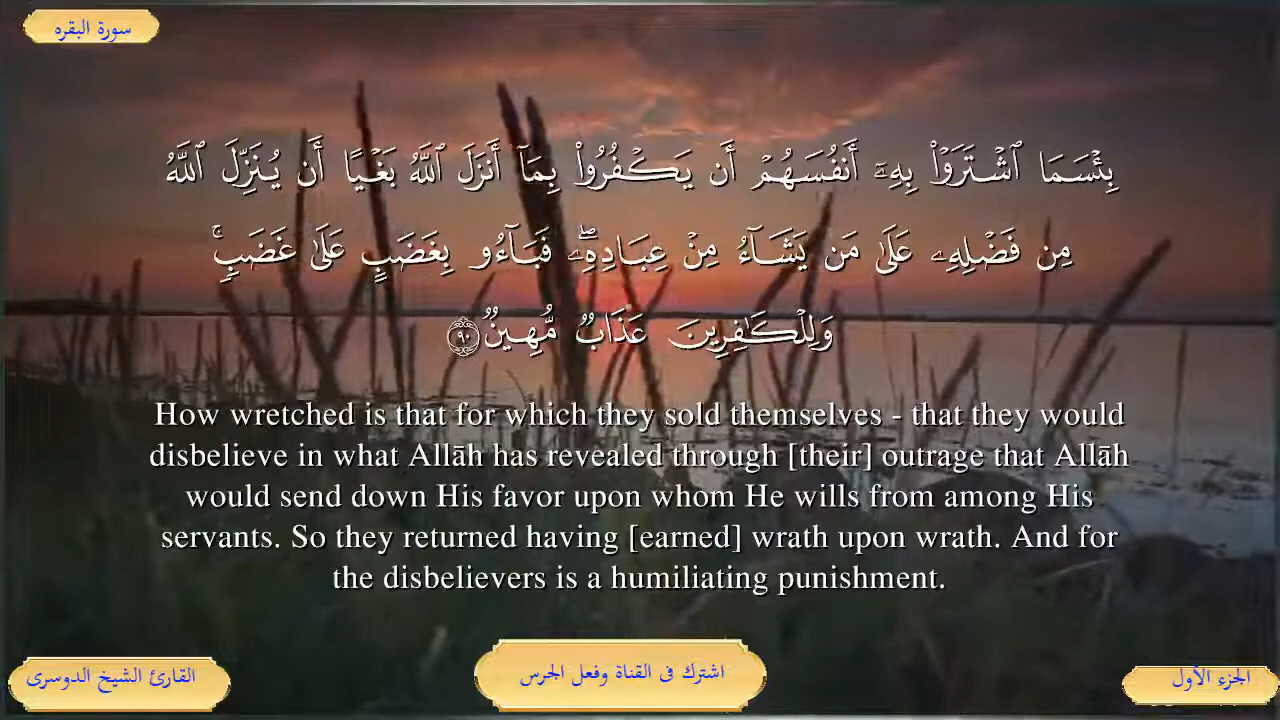 سورة البقره
بِئْسَمَا ٱشْتَرَوْا۟ بِهِۦٓ أَنفُسَهُمْ أَن يَكْفُرُوا۟ بِمَآ أَنزَلَ ٱللَّهُ بَغْيًا أَن يُنَزِّلَ ٱللَّهُ
مِن فَضْلِهِۦ عَلَىٰ مَن يَشَآءُ مِنْ عِبَادِهِۦ ۖ فَبَآءُو بِغَضَبٍ عَلَىٰ غَضَبٍ ۚ
وَلِلْكَـٰفِرِينَ عَذَابٌ مُّهِينٌ ٩٠
How wretched is that for which they sold themselves - that they would
disbelieve in what Allāh has revealed through [their] outrage that Allāh
would send down His favor upon whom He wills from among His
servants. So they returned having [earned] wrath upon wrath. And for
the disbelievers is a humiliating punishment.
القارئ الشيخ الدوسرى
اشترك فى القناة وفعل الجرس
الجزء الأول